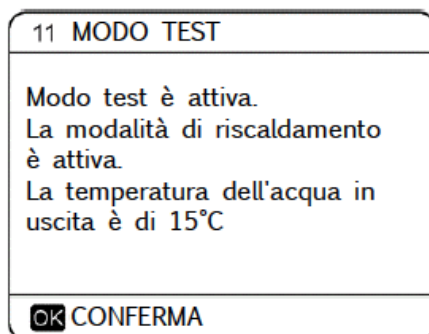 11 MODO TEST
Modo test è attiva.
La modalità di riscaldamento
è attiva.
La temperatura dell'acqua in
uscita è di 15°C
OK CONFERMA